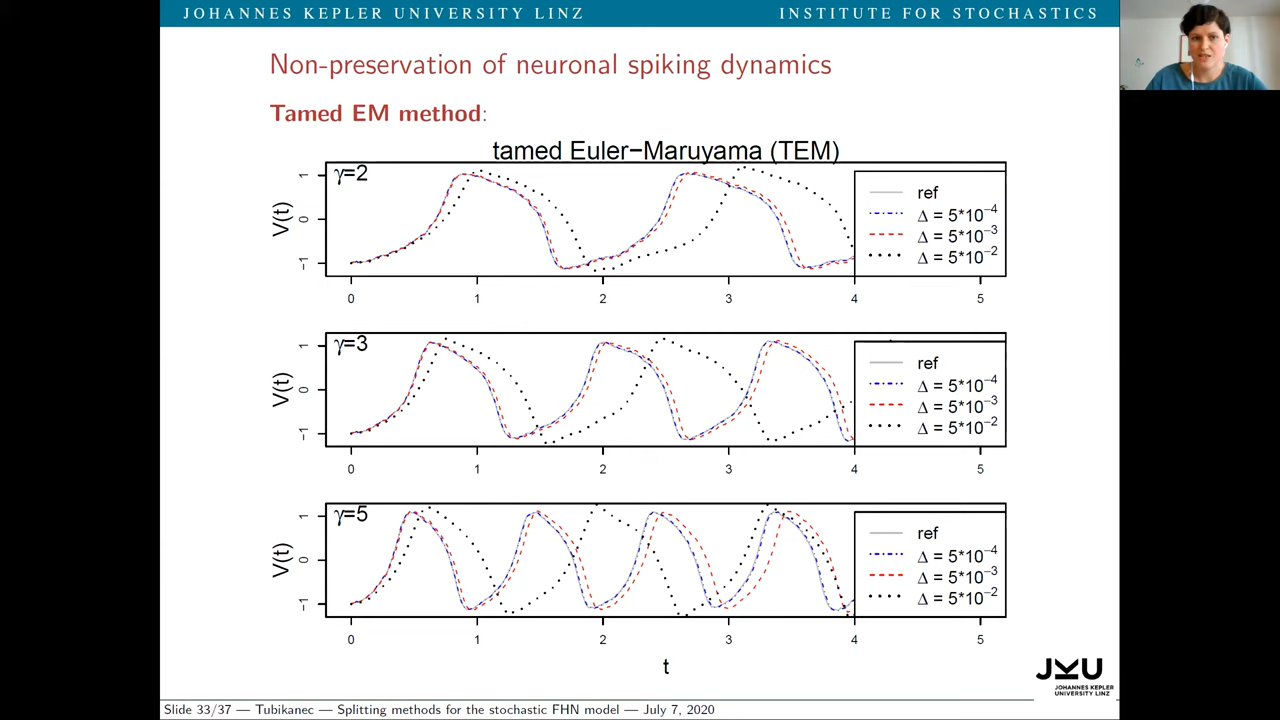 JOHANNES KEPLER UNIVERSITY LINZ
INSTITUTE FOR STOCHASTICS
Non-preservation of neuronal spiking dynamics
Tamed EM method:
tamed Euler−Maruyama (TEM)
γ=2
V(t)
1
0
−1
ref
Δ = 5*10⁻⁴
Δ = 5*10⁻³
Δ = 5*10⁻²
0 1 2 3 4 5
γ=3
V(t)
1
0
−1
ref
Δ = 5*10⁻⁴
Δ = 5*10⁻³
Δ = 5*10⁻²
0 1 2 3 4 5
γ=5
V(t)
1
0
−1
ref
Δ = 5*10⁻⁴
Δ = 5*10⁻³
Δ = 5*10⁻²
0 1 2 3 4 5
t
JKU
JOHANNES KEPLER
UNIVERSITY LINZ
Slide 33/37 — Tubikanec — Splitting methods for the stochastic FHN model — July 7, 2020